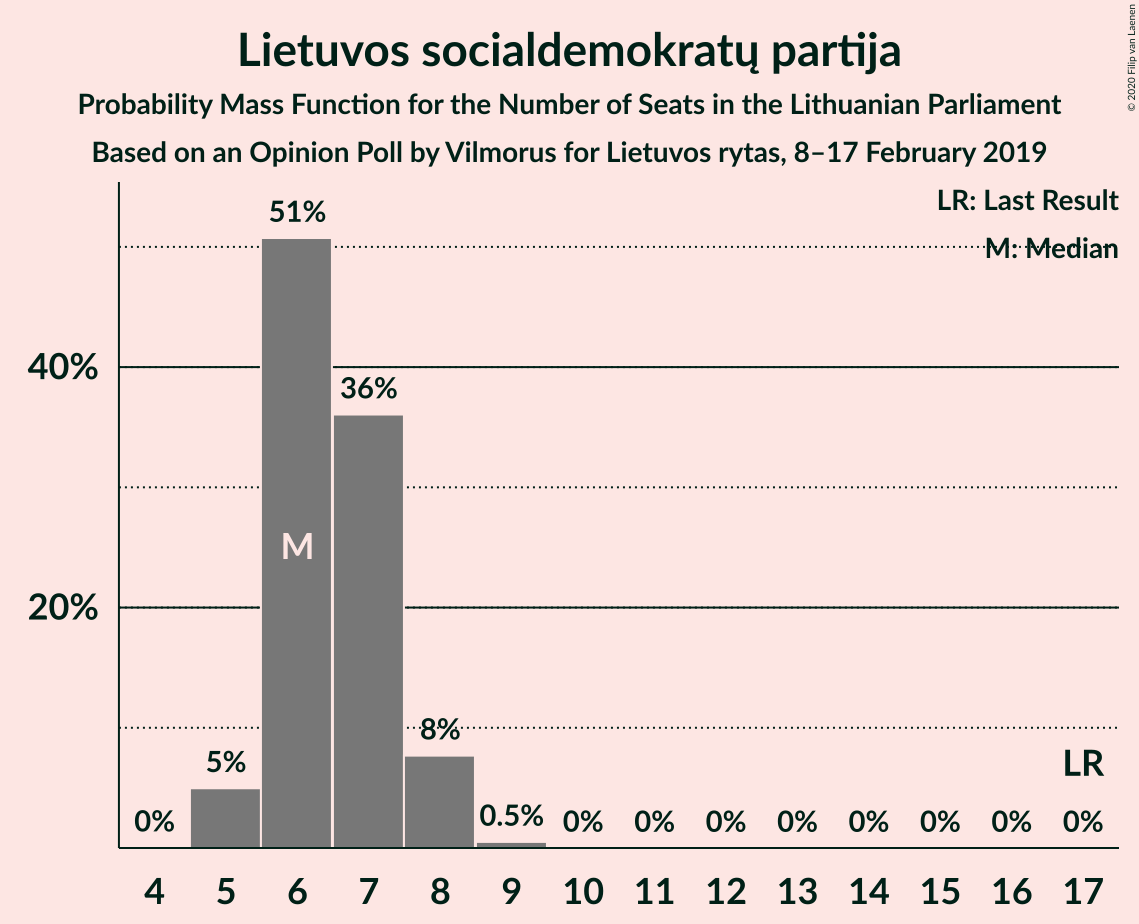 Lietuvos socialdemokratų partija
Probability Mass Function for the Number of Seats in the Lithuanian Parliament
Based on an Opinion Poll by Vilmorus for Lietuvos rytas, 8–17 February 2019
© 2020 Filip van Laenen
LR: Last Result
M: Median
51%
40%
36%
M
20%
8%
5%
LR
0% 0.5% 0% 0% 0% 0% 0% 0% 0% 0%
4 5 6 7 8 9 10 11 12 13 14 15 16 17